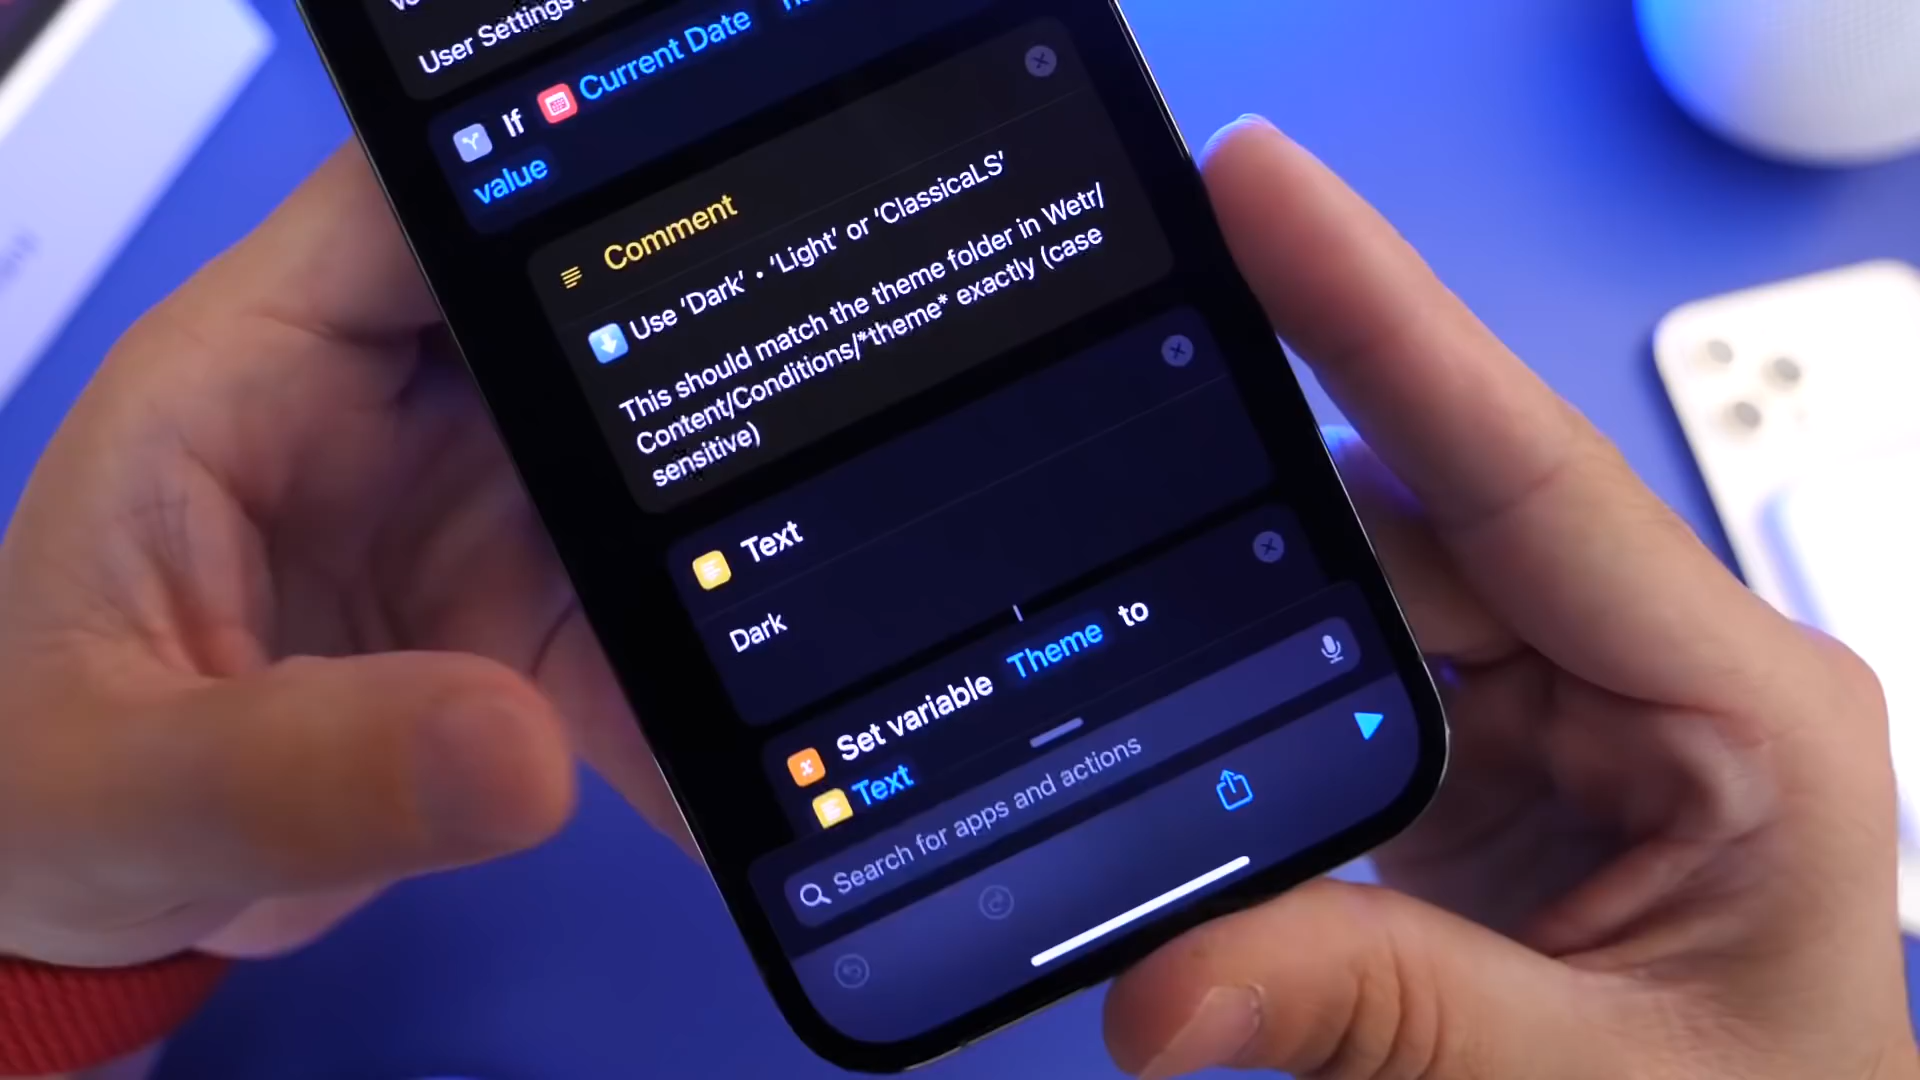 User Settings
If Current Date
value
Comment
Use 'Dark' • 'Light' or 'ClassicaLS'
This should match the theme folder in Wetr/
Content/Conditions/*theme* exactly (case
sensitive)
Text
Dark
Set variable Theme to
Text
Search for apps and actions